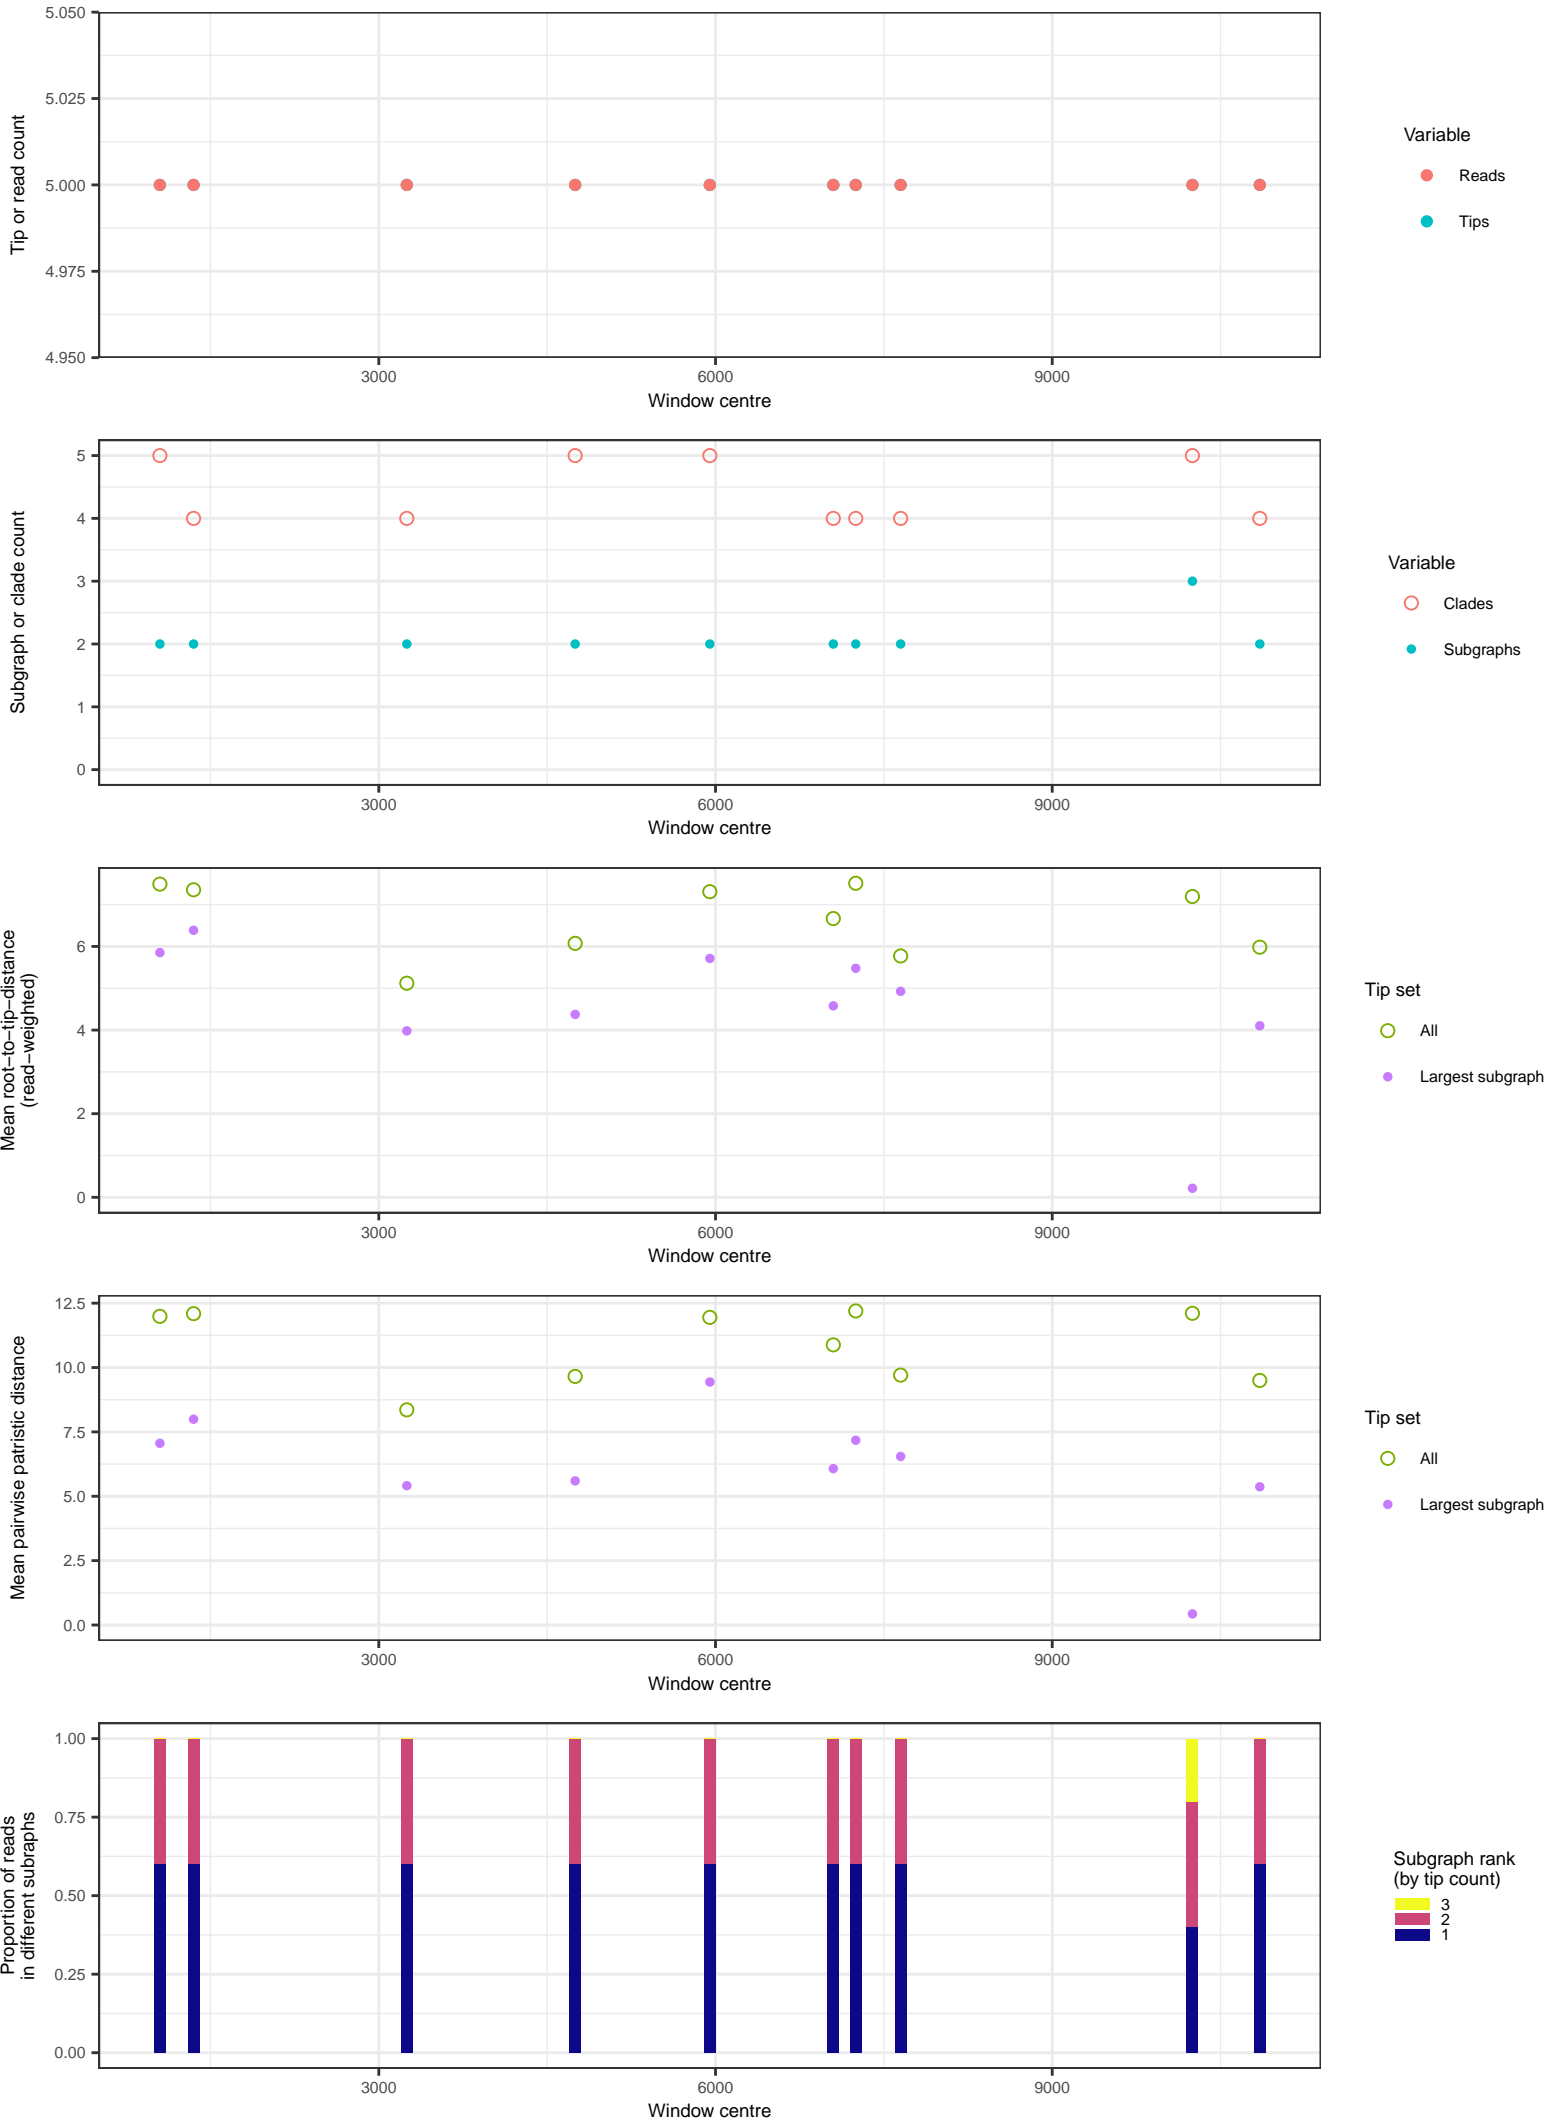 5.050
5.025
5.000
4.975
4.950
Tip or read count
3000
6000
9000
Window centre
Variable
Reads
Tips
5
4
3
2
1
0
Subgraph or clade count
3000
6000
9000
Window centre
Variable
Clades
Subgraphs
6
4
2
0
Mean root−to−tip−distance
(read−weighted)
3000
6000
9000
Window centre
Tip set
All
Largest subgraph
12.5
10.0
7.5
5.0
2.5
0.0
Mean pairwise patristic distance
3000
6000
9000
Window centre
Tip set
All
Largest subgraph
1.00
0.75
0.50
0.25
0.00
Proportion of reads
in different subraphs
3000
6000
9000
Window centre
Subgraph rank
(by tip count)
3
2
1